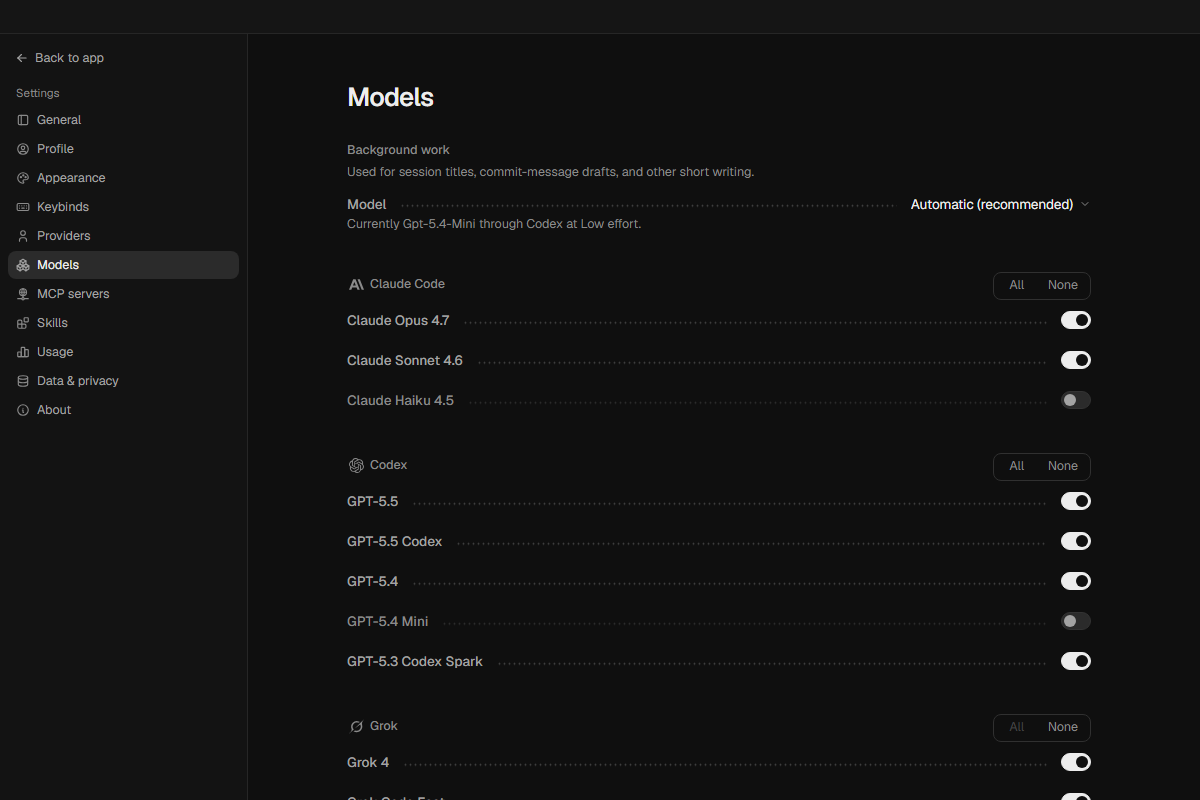 Back to app
Settings
General
Profile
Appearance
Keybinds
Providers
Models
MCP servers
Skills
Usage
Data & privacy
About
Models
Background work
Used for session titles, commit-message drafts, and other short writing.
Model Automatic (recommended)
Currently Gpt-5.4-Mini through Codex at Low effort.
Claude Code All None
Claude Opus 4.7
Claude Sonnet 4.6
Claude Haiku 4.5
Codex All None
GPT-5.5
GPT-5.5 Codex
GPT-5.4
GPT-5.4 Mini
GPT-5.3 Codex Spark
Grok All None
Grok 4